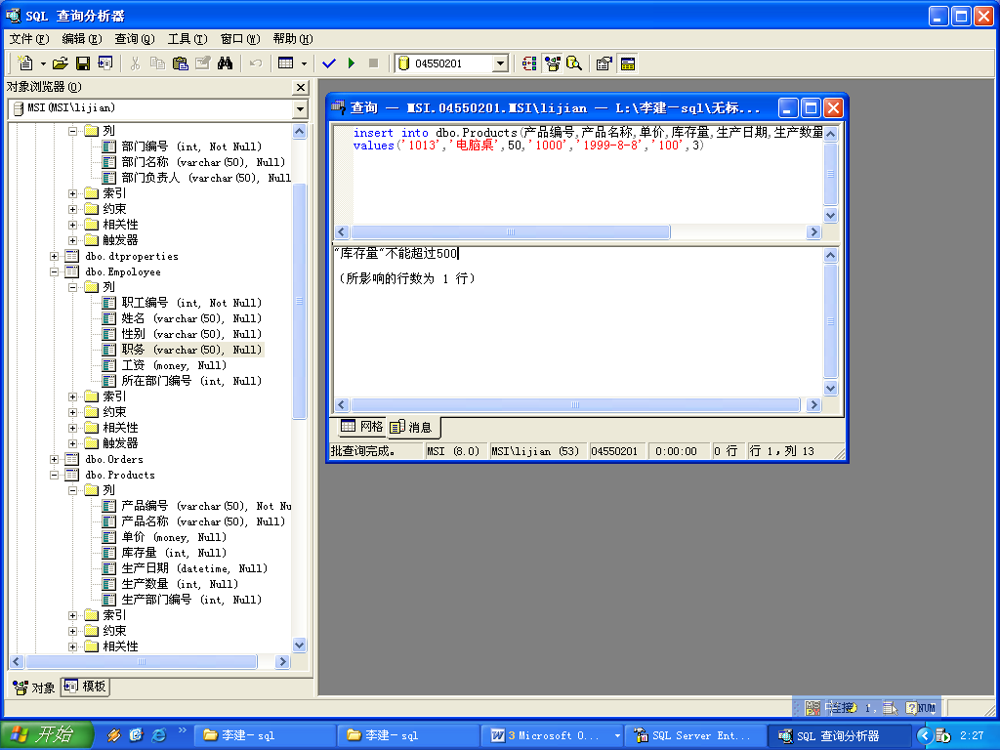 SQL 查询分析器
文件(F) 编辑(E) 查询(Q) 工具(T) 窗口(W) 帮助(H)
04550201
对象浏览器(O)
MSI(MSI\lijian)
列
部门编号 (int, Not Null)
部门名称 (varchar(50), Null)
部门负责人 (varchar(50), Null
索引
约束
相关性
触发器
dbo.dtproperties
dbo.Empoloyee
列
职工编号 (int, Not Null)
姓名 (varchar(50), Null)
性别 (varchar(50), Null)
职务 (varchar(50), Null)
工资 (money, Null)
所在部门编号 (int, Null)
索引
约束
相关性
触发器
dbo.Orders
dbo.Products
列
产品编号 (varchar(50), Not Nu
产品名称 (varchar(50), Null)
单价 (money, Null)
库存量 (int, Null)
生产日期 (datetime, Null)
生产数量 (int, Null)
生产部门编号 (int, Null)
索引
约束
相关性
对象 模板
查询 — MSI.04550201.MSI\lijian — L:\李建－sql\无标...
insert into dbo.Products(产品编号,产品名称,单价,库存量,生产日期,生产数量
values('1013','电脑桌',50,'1000','1999-8-8','100',3)
“库存量“不能超过500
（所影响的行数为 1 行）
网格 消息
批查询完成。 MSI (8.0) MSI\lijian (53) 04550201 0:00:00 0 行 行 1，列 13
连接 1. NUM
开始 李建－sql 李建－sql 3 Microsoft O... SQL Server Ent... SQL 查询分析器 2:27